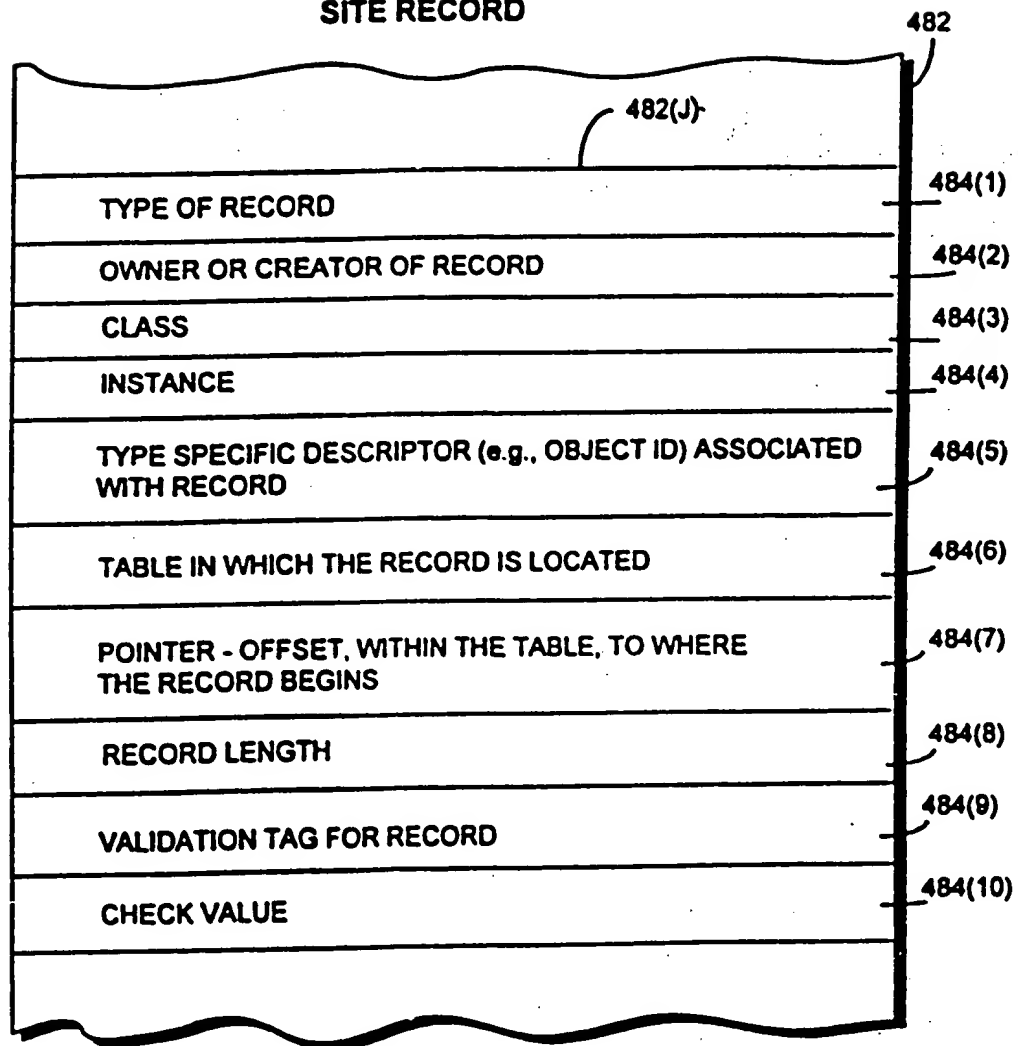 SITE RECORD
482
482(J)
TYPE OF RECORD
484(1)
OWNER OR CREATOR OF RECORD
484(2)
CLASS
484(3)
INSTANCE
484(4)
TYPE SPECIFIC DESCRIPTOR (e.g., OBJECT ID) ASSOCIATED
WITH RECORD
484(5)
TABLE IN WHICH THE RECORD IS LOCATED
484(6)
POINTER - OFFSET, WITHIN THE TABLE, TO WHERE
THE RECORD BEGINS
484(7)
RECORD LENGTH
484(8)
VALIDATION TAG FOR RECORD
484(9)
CHECK VALUE
484(10)